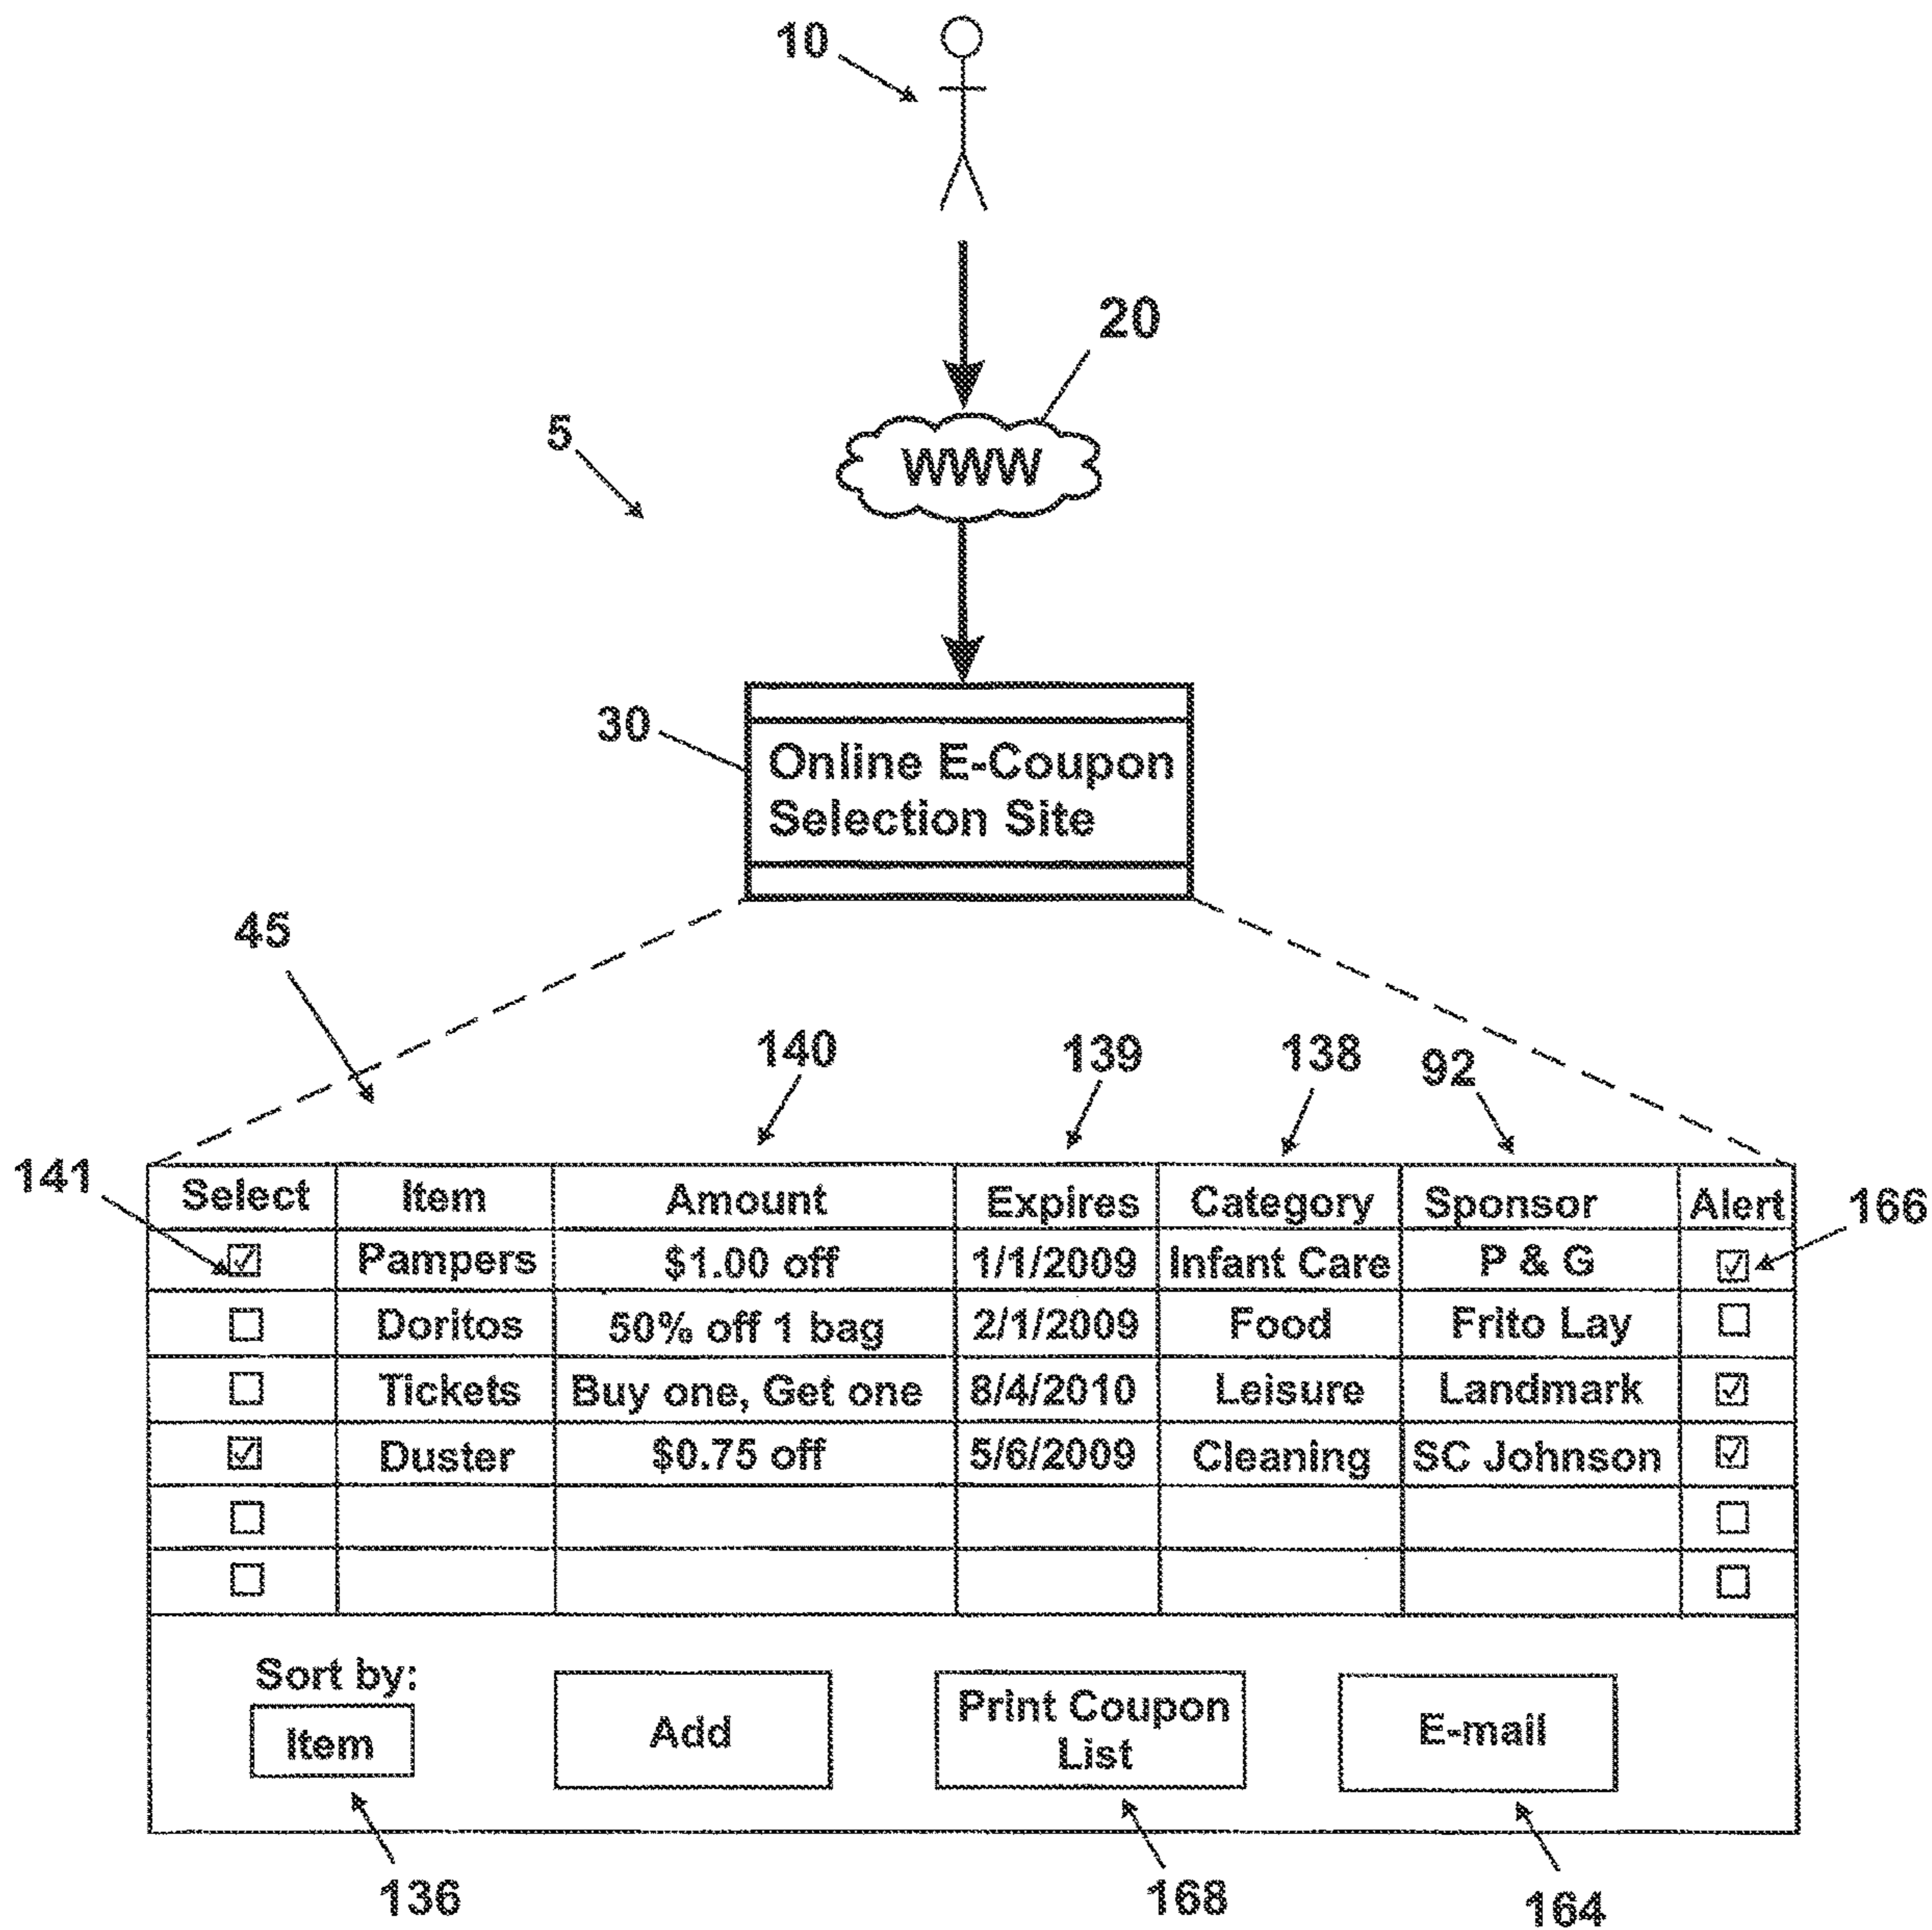 10
20
5
WWW
30
Online E-Coupon
Selection Site
45
140 139 138 92
141
166
Select Item Amount Expires Category Sponsor Alert
Pampers $1.00 off 1/1/2009 Infant Care P & G
Doritos 50% off 1 bag 2/1/2009 Food Frito Lay
Tickets Buy one, Get one 8/4/2010 Leisure Landmark
Duster $0.75 off 5/6/2009 Cleaning SC Johnson
Sort by:
Item
Add
Print Coupon
List
E-mail
136 168 164